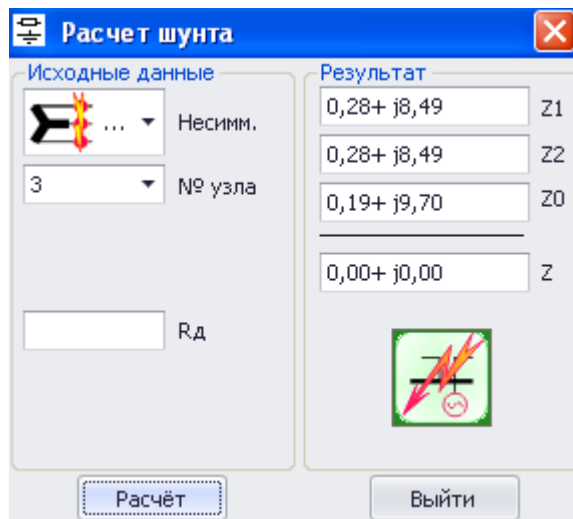 Расчет шунта
Исходные данные
... Несимм.
3 № узла
Rд
Расчёт
Результат
0,28+ j8,49 Z1
0,28+ j8,49 Z2
0,19+ j9,70 Z0
0,00+ j0,00 Z
Выйти